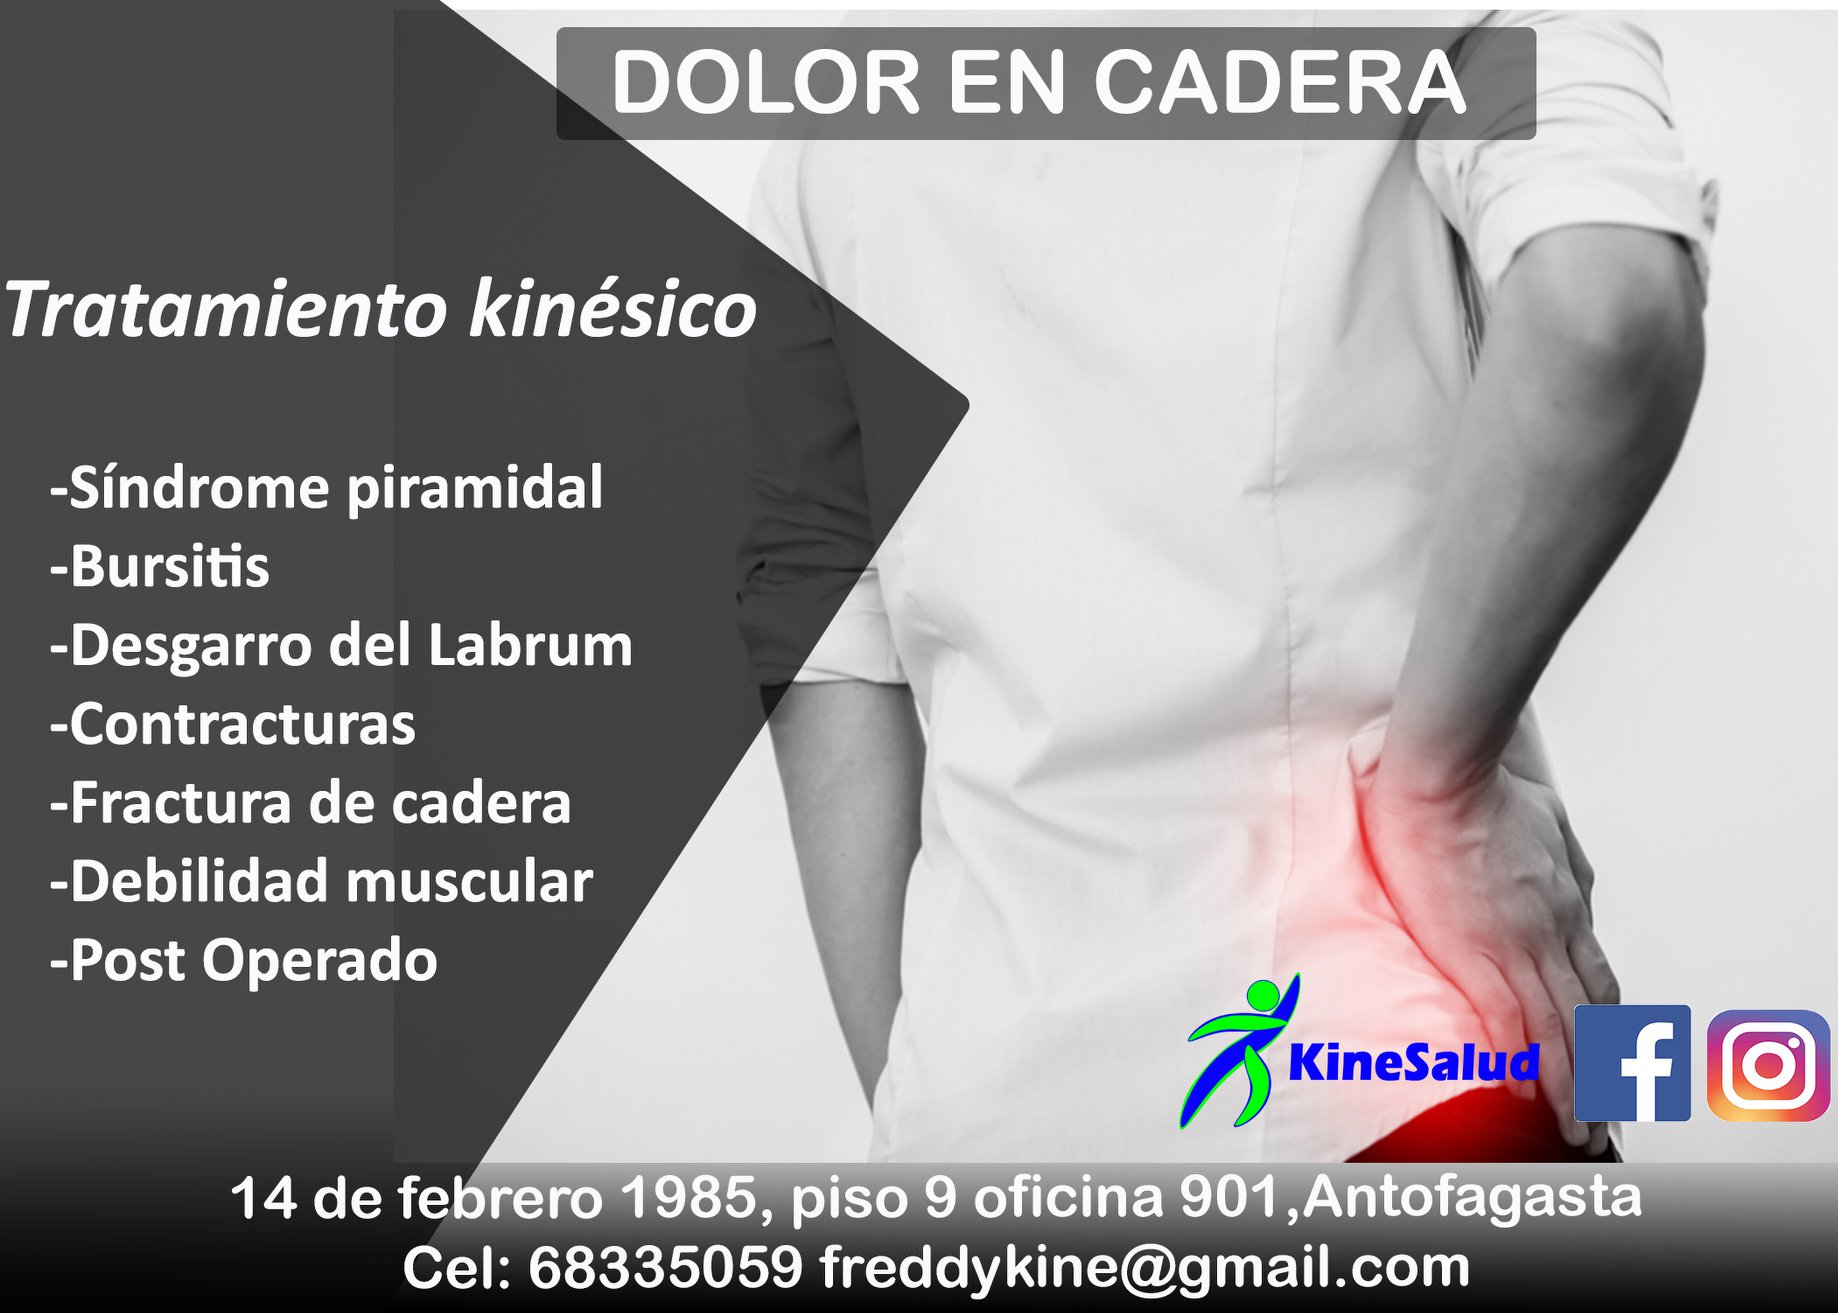 DOLOR EN CADERA
Tratamiento kinésico
-Síndrome piramidal
-Bursitis
-Desgarro del Labrum
-Contracturas
-Fractura de cadera
-Debilidad muscular
-Post Operado
KineSalud
14 de febrero 1985, piso 9 oficina 901,Antofagasta
Cel: 68335059 freddykine@gmail.com